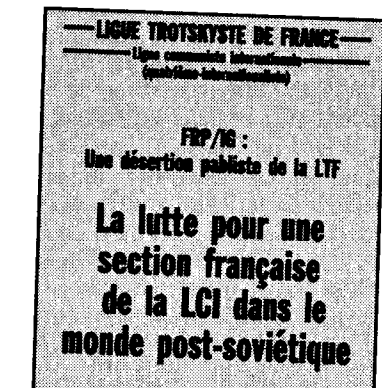 LIGUE TROTSKYSTE DE FRANCE
Ligue communiste internationale
(quatrième-internationaliste)
FRP/IG :
Une désertion pabliste de la LTF
La lutte pour une
section française
de la LCI dans le
monde post-soviétique